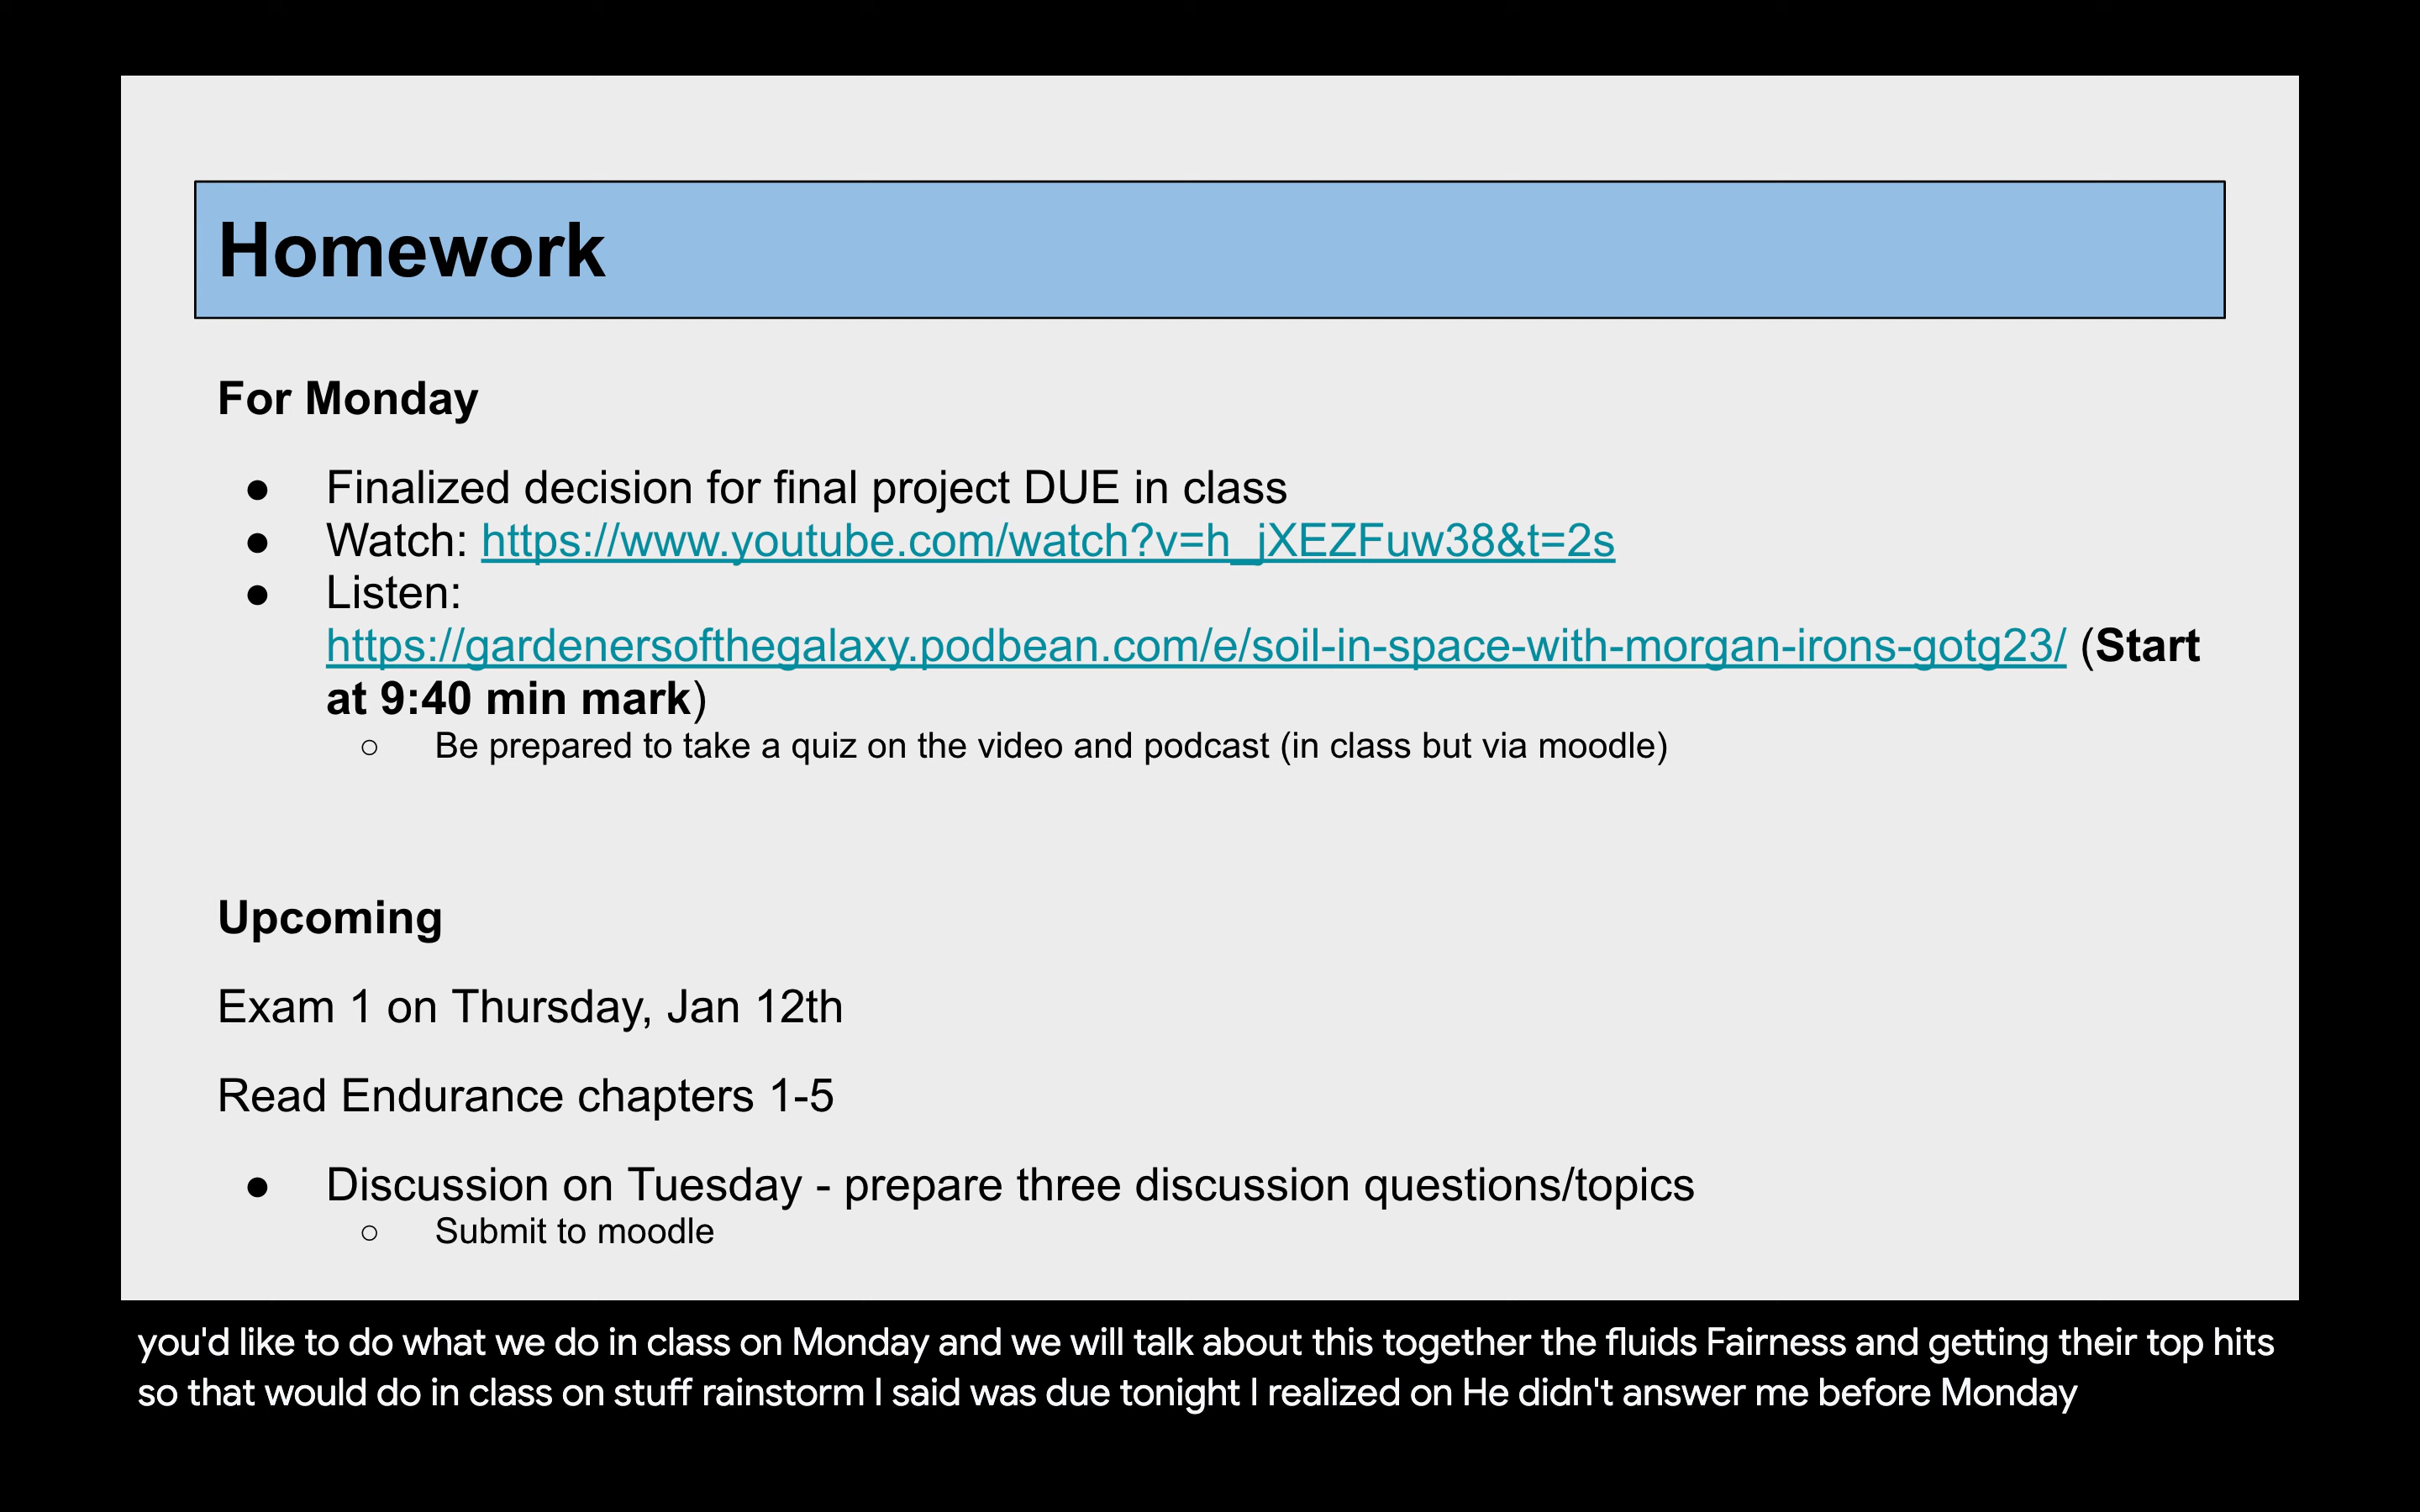 Homework
For Monday
● Finalized decision for final project DUE in class
● Watch: https://www.youtube.com/watch?v=h_jXEZFuw38&t=2s
● Listen:
https://gardenersofthegalaxy.podbean.com/e/soil-in-space-with-morgan-irons-gotg23/ (Start
at 9:40 min mark)
○ Be prepared to take a quiz on the video and podcast (in class but via moodle)
Upcoming
Exam 1 on Thursday, Jan 12th
Read Endurance chapters 1-5
● Discussion on Tuesday - prepare three discussion questions/topics
○ Submit to moodle
you'd like to do what we do in class on Monday and we will talk about this together the fluids Fairness and getting their top hits
so that would do in class on stuff rainstorm I said was due tonight I realized on He didn't answer me before Monday